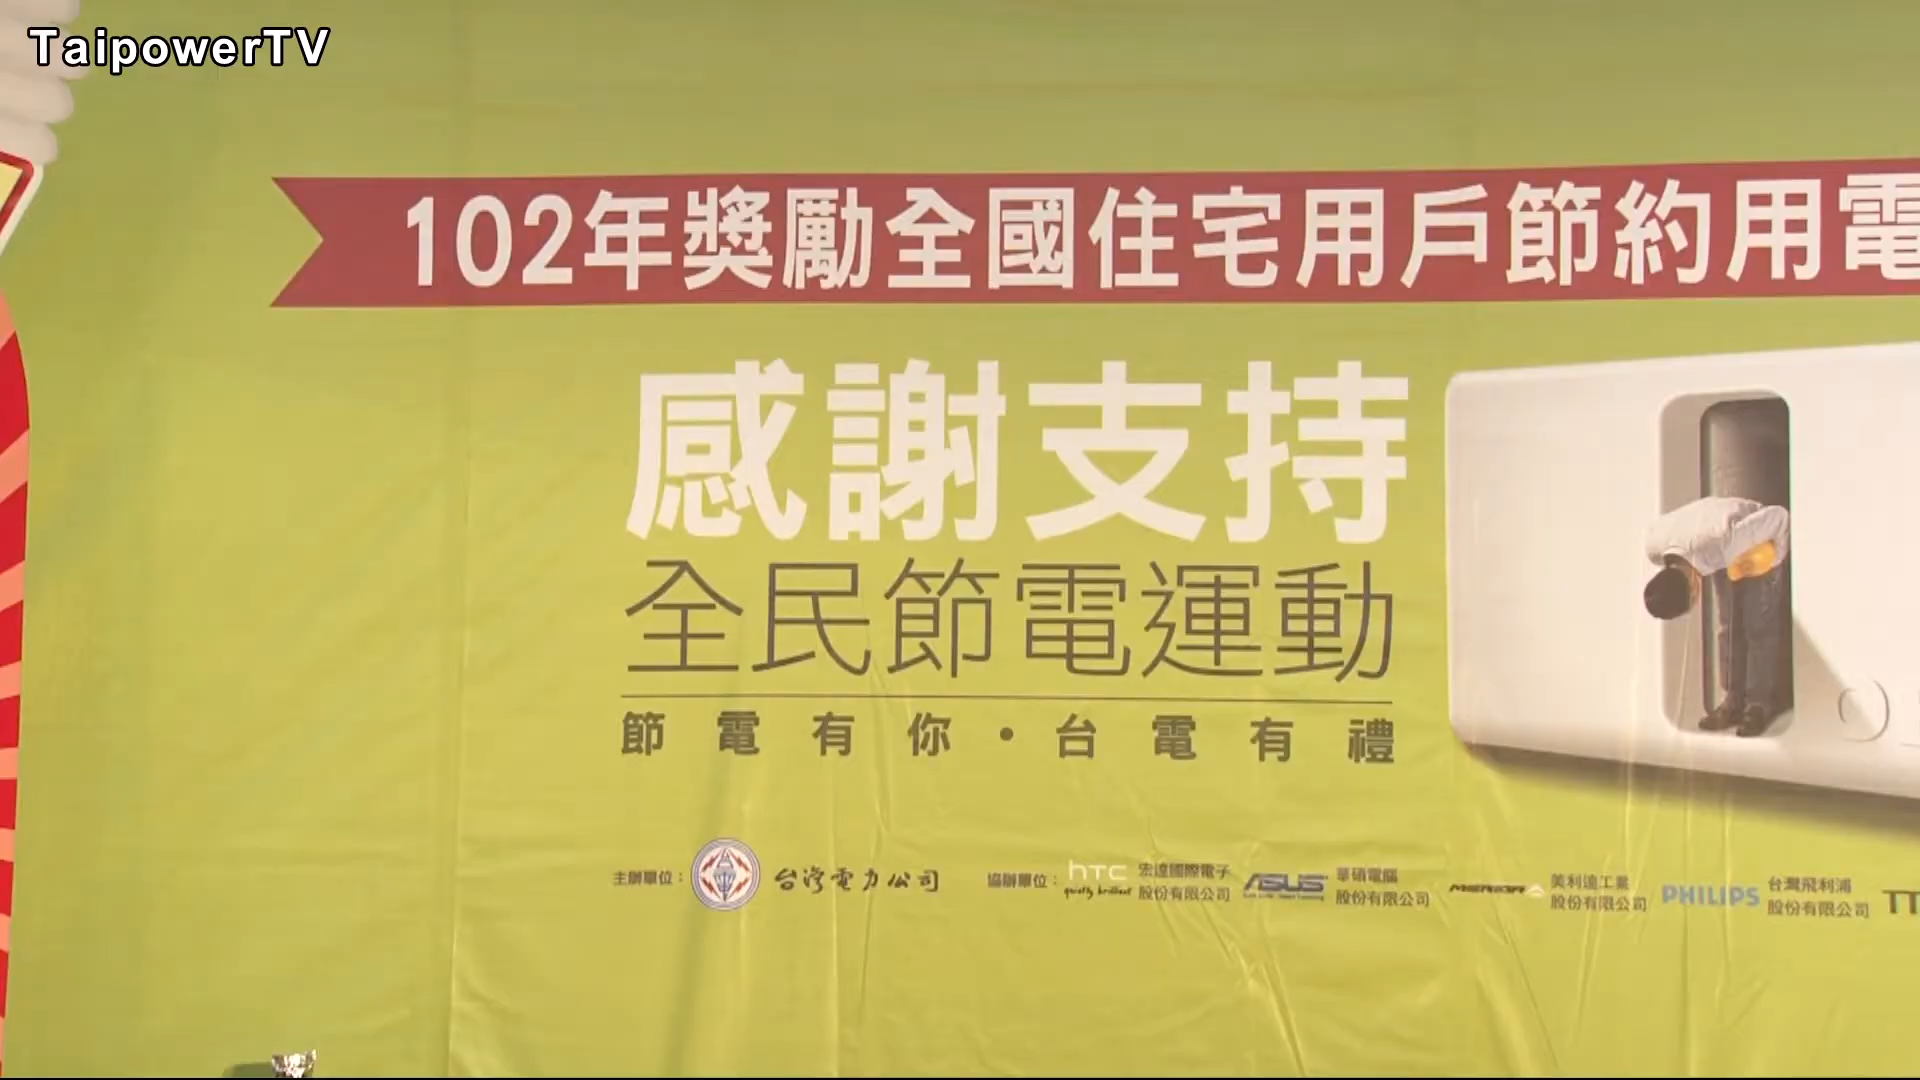 TaipowerTV
102年獎勵全國住宅用戶節約用電
感謝支持
全民節電運動
節電有你・台電有禮
主辦單位： 台灣電力公司 協辦單位： htc quietly brilliant 宏達國際電子股份有限公司 ASUS 華碩電腦股份有限公司 MERIDA 美利達工業股份有限公司 PHILIPS 台灣飛利浦股份有限公司